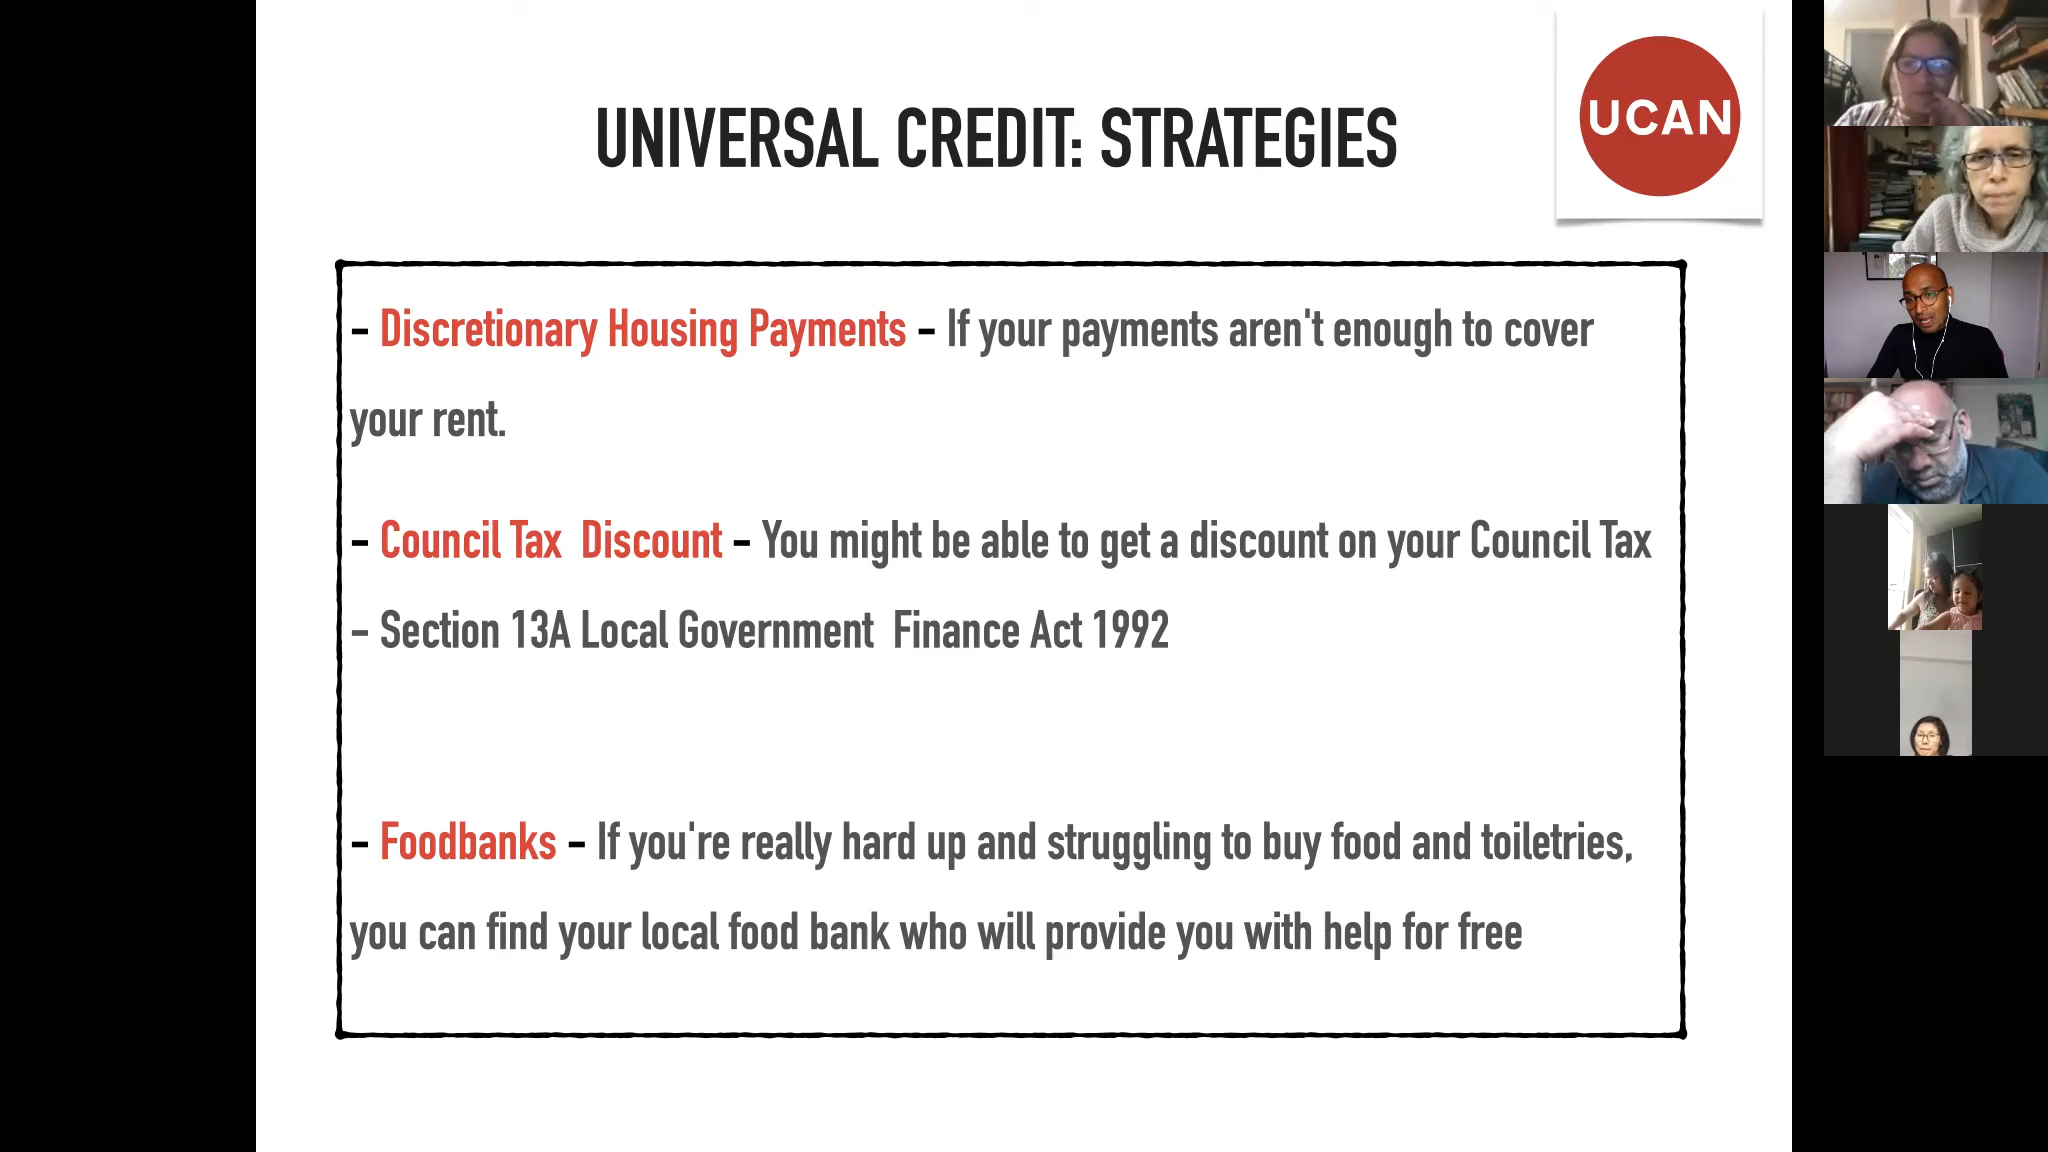 UNIVERSAL CREDIT: STRATEGIES
UCAN
- Discretionary Housing Payments - If your payments aren't enough to cover
your rent.
- Council Tax  Discount - You might be able to get a discount on your Council Tax
- Section 13A Local Government  Finance Act 1992
- Foodbanks - If you're really hard up and struggling to buy food and toiletries,
you can find your local food bank who will provide you with help for free